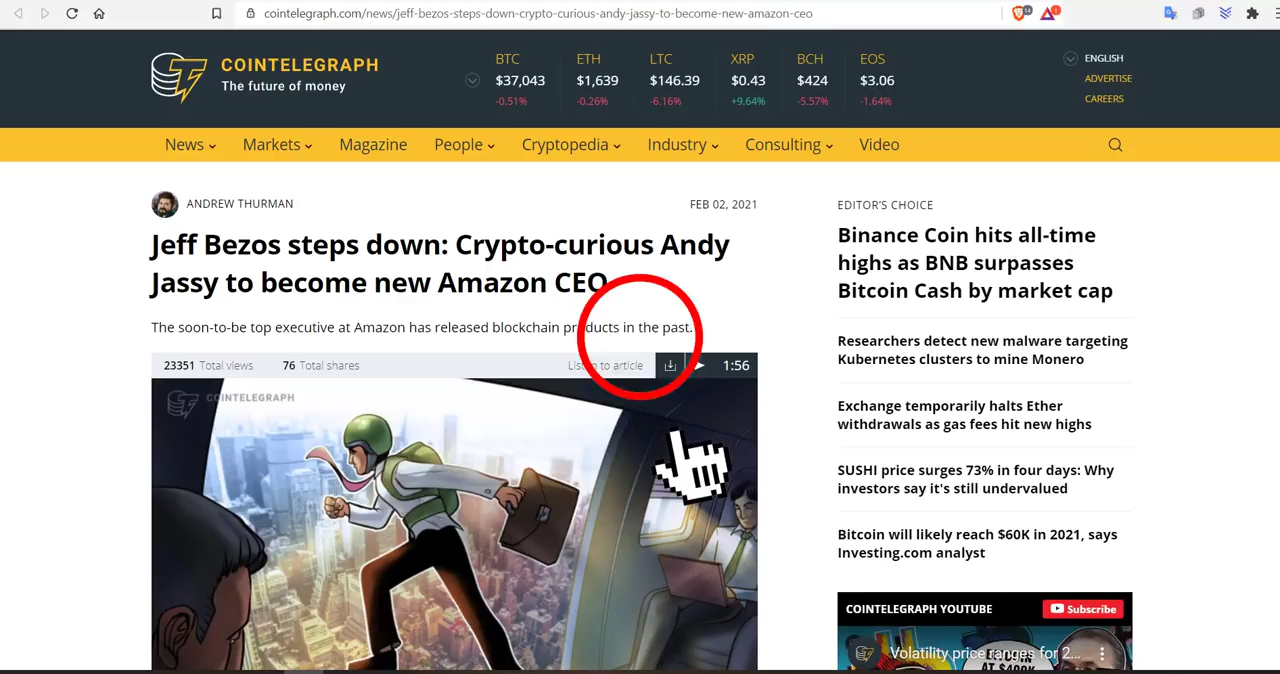 cointelegraph.com/news/jeff-bezos-steps-down-crypto-curious-andy-jassy-to-become-new-amazon-ceo
COINTELEGRAPH
The future of money
BTC ETH LTC XRP BCH EOS
$37,043 $1,639 $146.39 $0.43 $424 $3.06
-0.51% -0.26% -6.16% +9.64% -5.57% -1.64%
ENGLISH
ADVERTISE
CAREERS
News Markets Magazine People Cryptopedia Industry Consulting Video
ANDREW THURMAN FEB 02, 2021
Jeff Bezos steps down: Crypto-curious Andy
Jassy to become new Amazon CEO
The soon-to-be top executive at Amazon has released blockchain products in the past.
23351 Total views 76 Total shares Listen to article 1:56
COINTELEGRAPH
EDITOR'S CHOICE
Binance Coin hits all-time
highs as BNB surpasses
Bitcoin Cash by market cap
Researchers detect new malware targeting
Kubernetes clusters to mine Monero
Exchange temporarily halts Ether
withdrawals as gas fees hit new highs
SUSHI price surges 73% in four days: Why
investors say it's still undervalued
Bitcoin will likely reach $60K in 2021, says
Investing.com analyst
COINTELEGRAPH YOUTUBE Subscribe
Volatility price ranges for 2...
BITCOIN
AT $400K